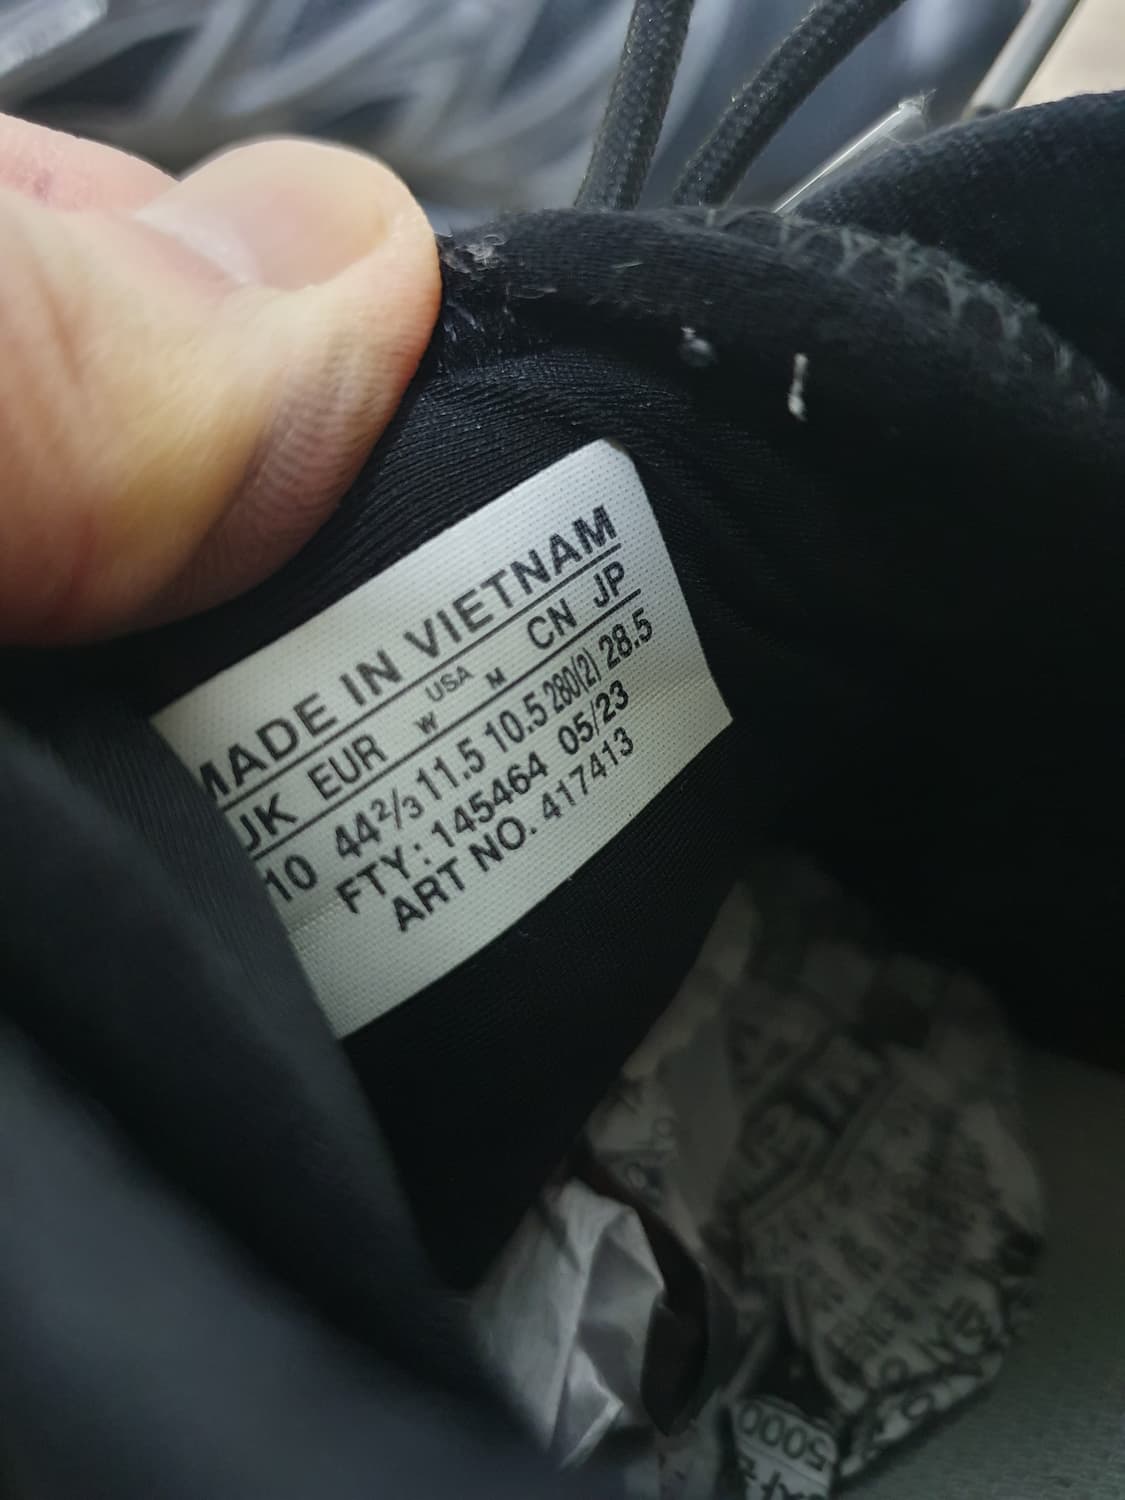 MADE IN VIETNAM
UK EUR USA W M CN JP
10 44²/3 11.5 10.5 280(2) 28.5
FTY: 145464 05/23
ART NO. 417413
5000